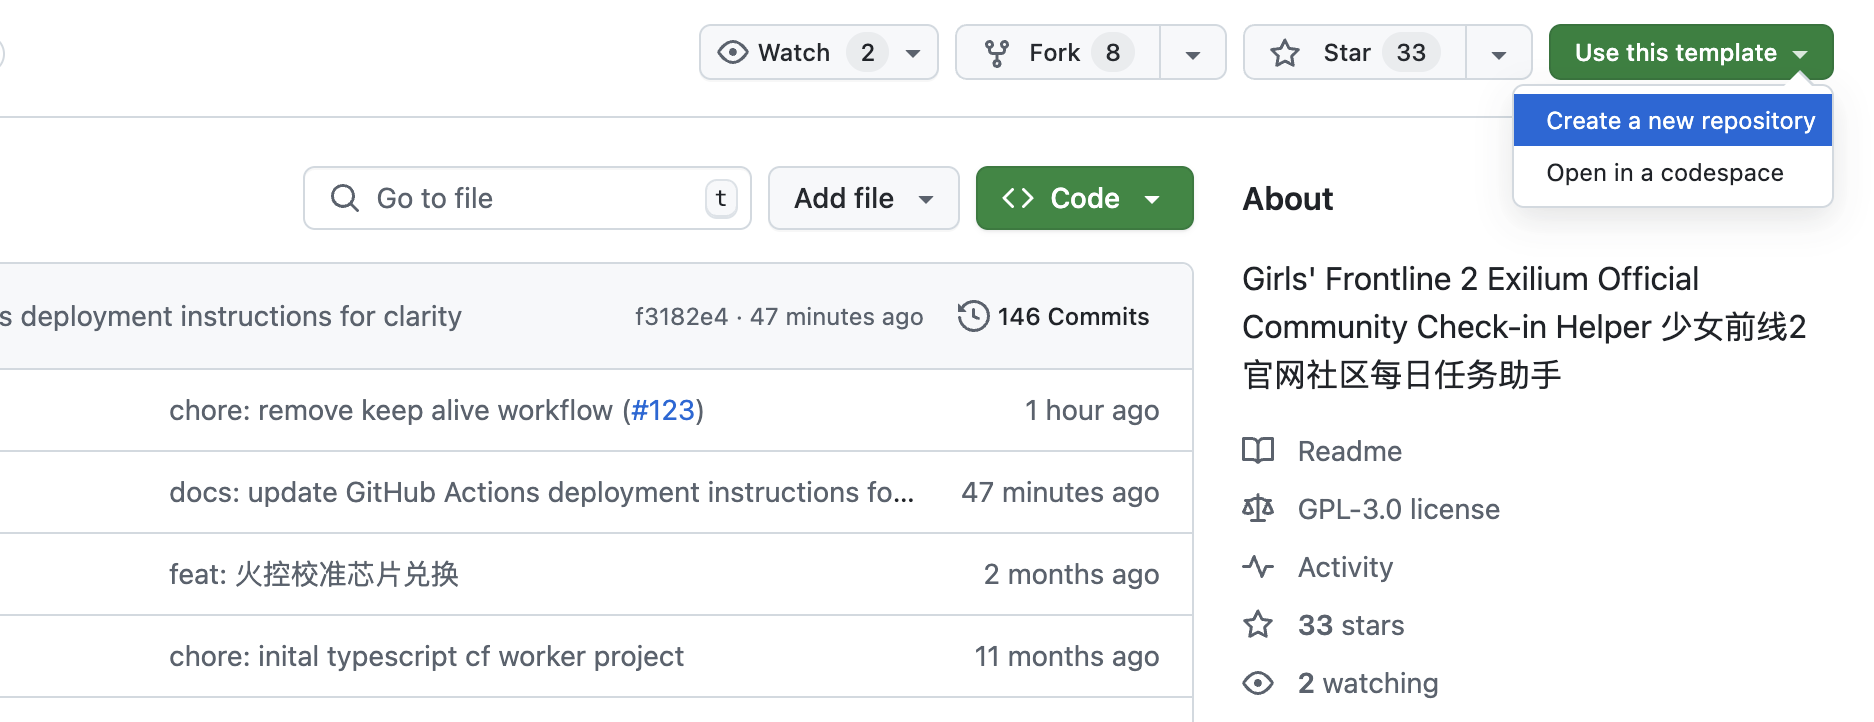 Watch 2
Fork 8
Star 33
Use this template
Create a new repository
Open in a codespace
Go to file t
Add file
Code
s deployment instructions for clarity
f3182e4 · 47 minutes ago
146 Commits
chore: remove keep alive workflow (#123)
1 hour ago
docs: update GitHub Actions deployment instructions fo...
47 minutes ago
feat: 火控校准芯片兑换
2 months ago
chore: inital typescript cf worker project
11 months ago
About
Girls' Frontline 2 Exilium Official
Community Check-in Helper 少女前线2
官网社区每日任务助手
Readme
GPL-3.0 license
Activity
33 stars
2 watching